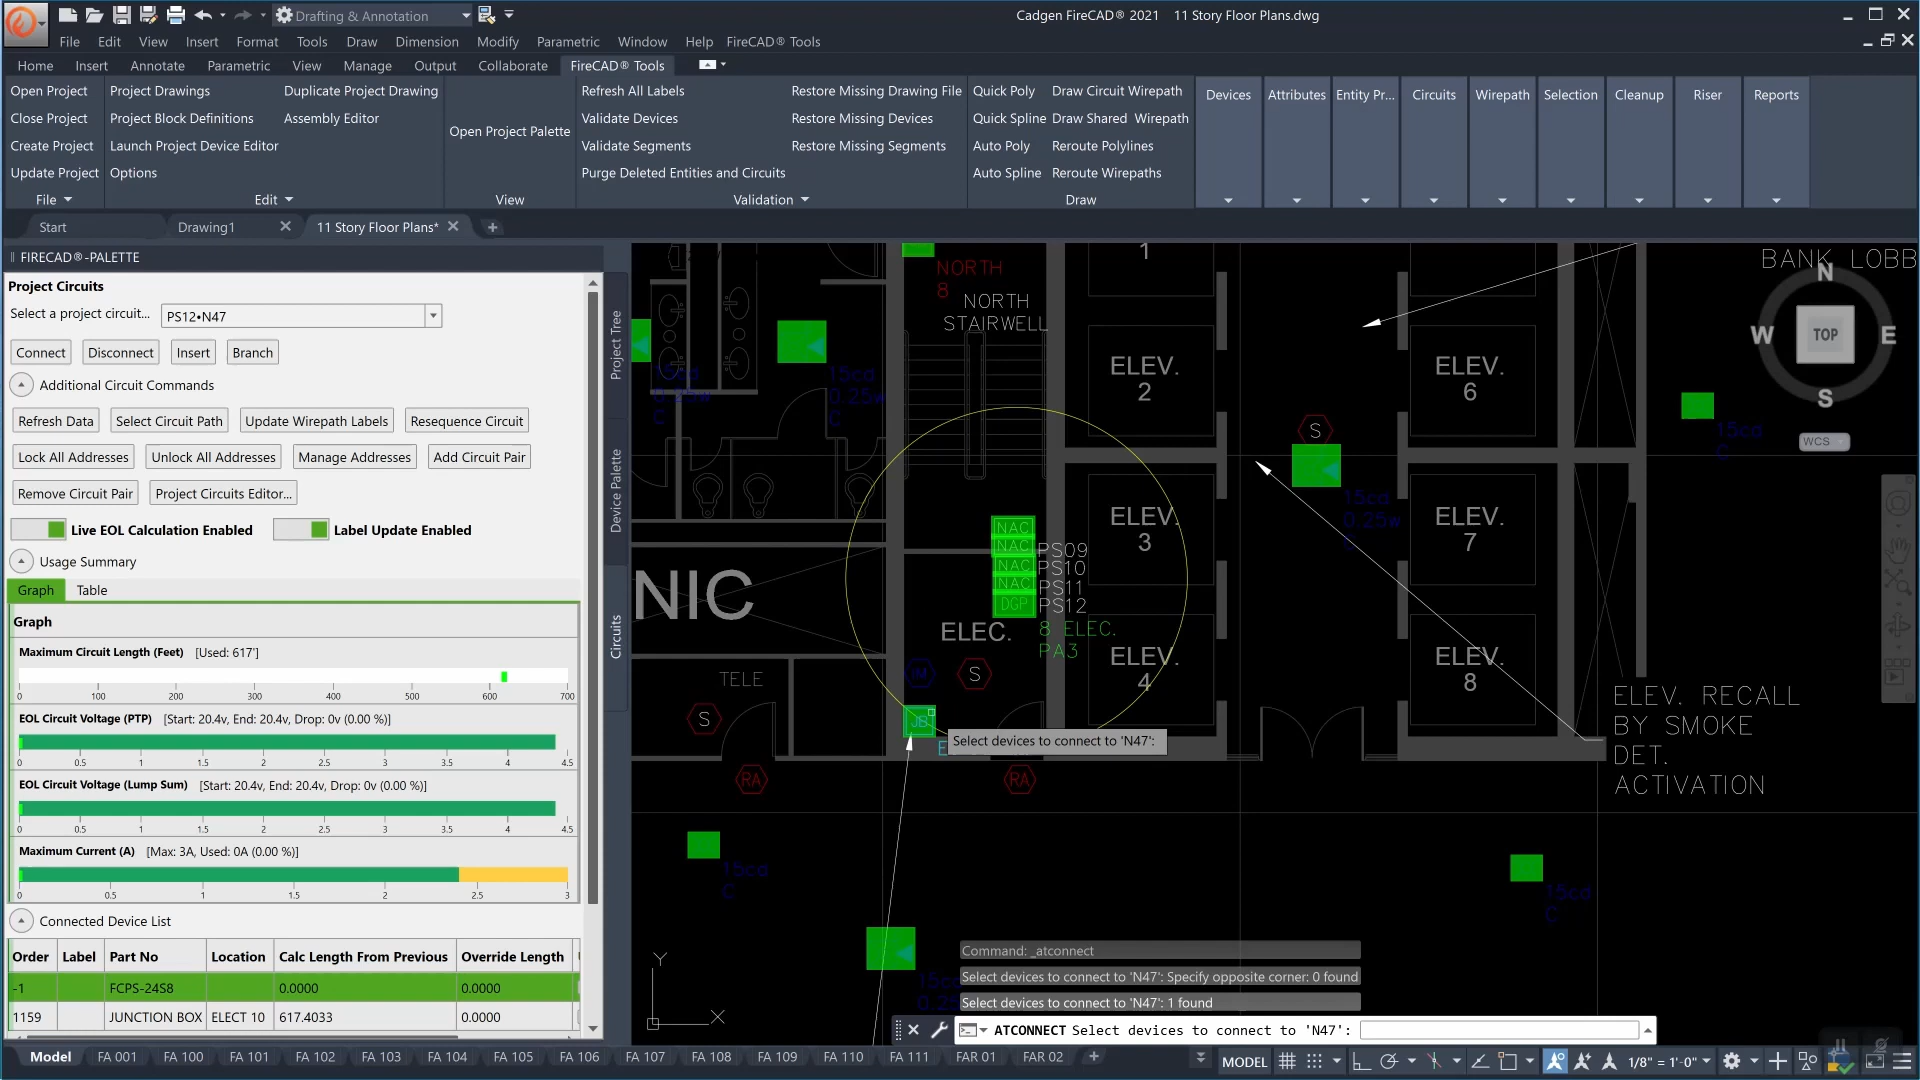 Drafting & Annotation
Cadgen FireCAD® 2021 11 Story Floor Plans.dwg
File Edit View Insert Format Tools Draw Dimension Modify Parametric Window Help FireCAD® Tools
Home Insert Annotate Parametric View Manage Output Collaborate FireCAD® Tools
Open Project Project Drawings Duplicate Project Drawing Refresh All Labels Restore Missing Drawing File Quick Poly Draw Circuit Wirepath
Devices Attributes Entity Pr... Circuits Wirepath Selection Cleanup Riser Reports
Close Project Project Block Definitions Assembly Editor Open Project Palette Validate Devices Restore Missing Devices Quick Spline Draw Shared Wirepath
Create Project Launch Project Device Editor Validate Segments Restore Missing Segments Auto Poly Reroute Polylines
Update Project Options Purge Deleted Entities and Circuits Auto Spline Reroute Wirepaths
File Edit View Validation Draw
Start Drawing1 11 Story Floor Plans*
FIRECAD®-PALETTE
Project Circuits
Select a project circuit... PS12•N47
Connect Disconnect Insert Branch
Additional Circuit Commands
Refresh Data Select Circuit Path Update Wirepath Labels Resequence Circuit
Lock All Addresses Unlock All Addresses Manage Addresses Add Circuit Pair
Remove Circuit Pair Project Circuits Editor...
Live EOL Calculation Enabled Label Update Enabled
Usage Summary
Graph Table
Graph
Maximum Circuit Length (Feet) [Used: 617']
0 100 200 300 400 500 600 700
EOL Circuit Voltage (PTP) [Start: 20.4v, End: 20.4v, Drop: 0v (0.00 %)]
0 0.5 1 1.5 2 2.5 3 3.5 4 4.5
EOL Circuit Voltage (Lump Sum) [Start: 20.4v, End: 20.4v, Drop: 0v (0.00 %)]
0 0.5 1 1.5 2 2.5 3 3.5 4 4.5
Maximum Current (A) [Max: 3A, Used: 0A (0.00 %)]
0 0.5 1 1.5 2 2.5 3
Connected Device List
Order Label Part No Location Calc Length From Previous Override Length
-1 FCPS-24S8 0.0000 0.0000
1159 JUNCTION BOX ELECT 10 617.4033 0.0000
Project Tree
Device Palette
Circuits
NORTH
8
NORTH
STAIRWELL
1
BANK LOBB
N
W TOP E
S
WCS
ELEV.
2
ELEV.
6
15cd
0.25w
C
15cd
0.25w
C
S
15cd
C
15cd
0.25w
ELEV.
3
ELEV.
7
NAC
NAC PS09
NAC PS10
NAC PS11
DGP PS12
NIC
ELEC.
8 ELEC.
PA3
ELEV.
4
ELEV.
8
TELE
IM
S
S
JB
E
Select devices to connect to 'N47':
RA
RA
ELEV. RECALL
BY SMOKE
DET.
ACTIVATION
15cd
C
15cd
C
15c
0.25
Y
X
Command: _atconnect
Select devices to connect to 'N47': Specify opposite corner: 0 found
Select devices to connect to 'N47': 1 found
ATCONNECT Select devices to connect to 'N47':
Model FA 001 FA 100 FA 101 FA 102 FA 103 FA 104 FA 105 FA 106 FA 107 FA 108 FA 109 FA 110 FA 111 FAR 01 FAR 02
MODEL 1/8" = 1'-0"